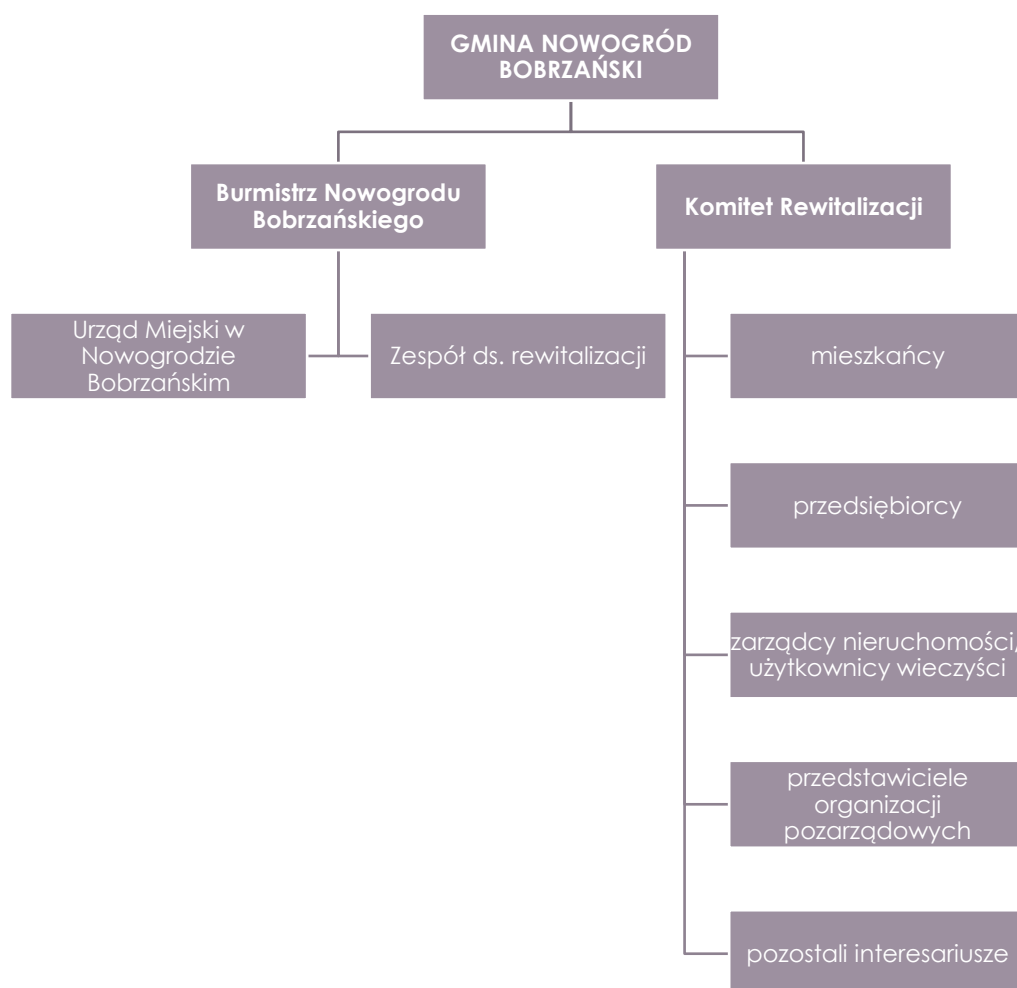 GMINA NOWOGRÓD
BOBRZAŃSKI
Burmistrz Nowogrodu
Bobrzańskiego
Komitet Rewitalizacji
Urząd Miejski w
Nowogrodzie
Bobrzańskim
Zespół ds. rewitalizacji
mieszkańcy
przedsiębiorcy
zarządcy nieruchomości/
użytkownicy wieczyści
przedstawiciele
organizacji
pozarządowych
pozostali interesariusze